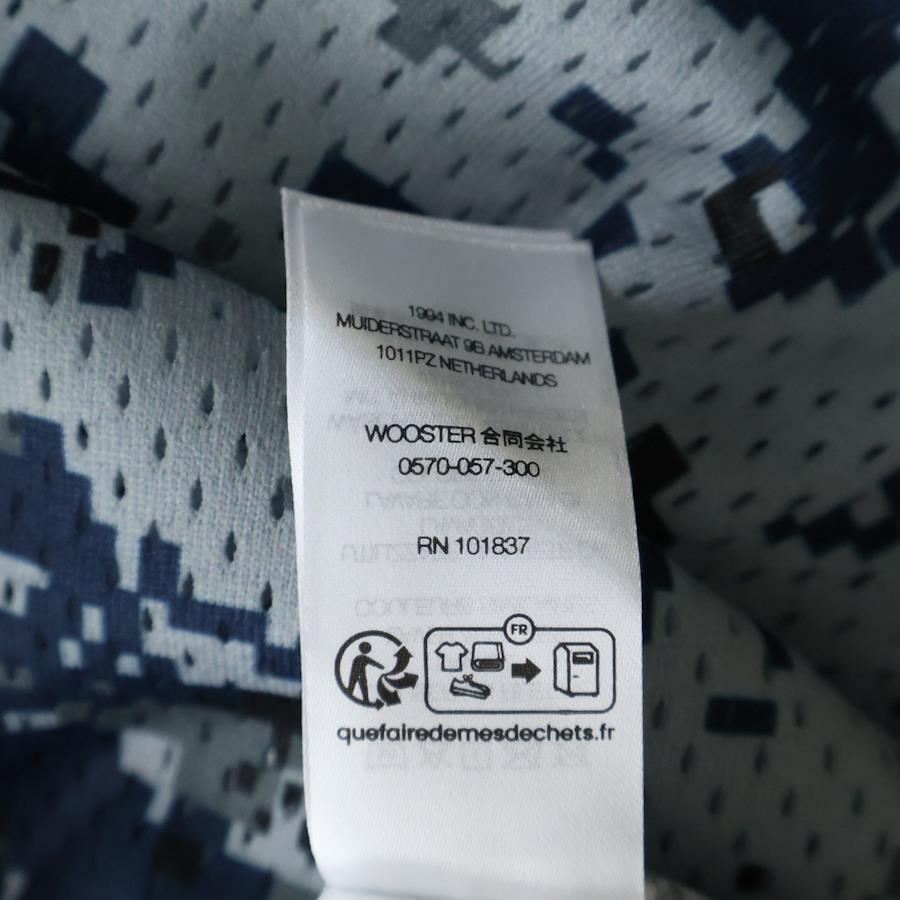 1994 INC. LTD.
MUIDERSTRAAT 9B AMSTERDAM
1011PZ NETHERLANDS
WOOSTER 合同会社
0570-057-300
RN 101837
FR
quefairedemesdechets.fr